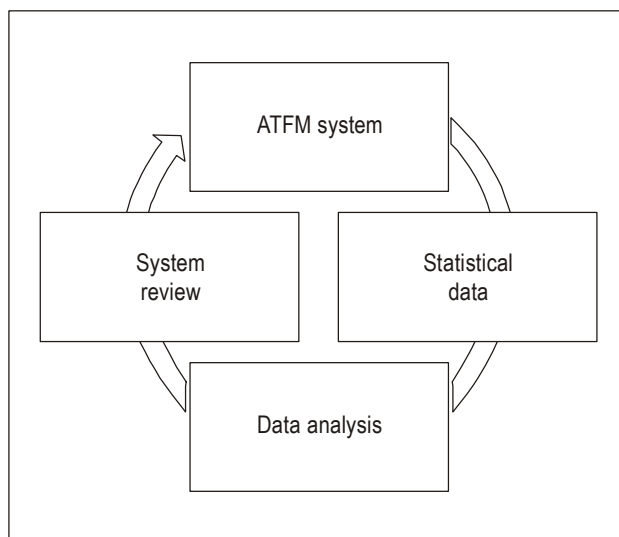 ATFM system
System
review
Statistical
data
Data analysis